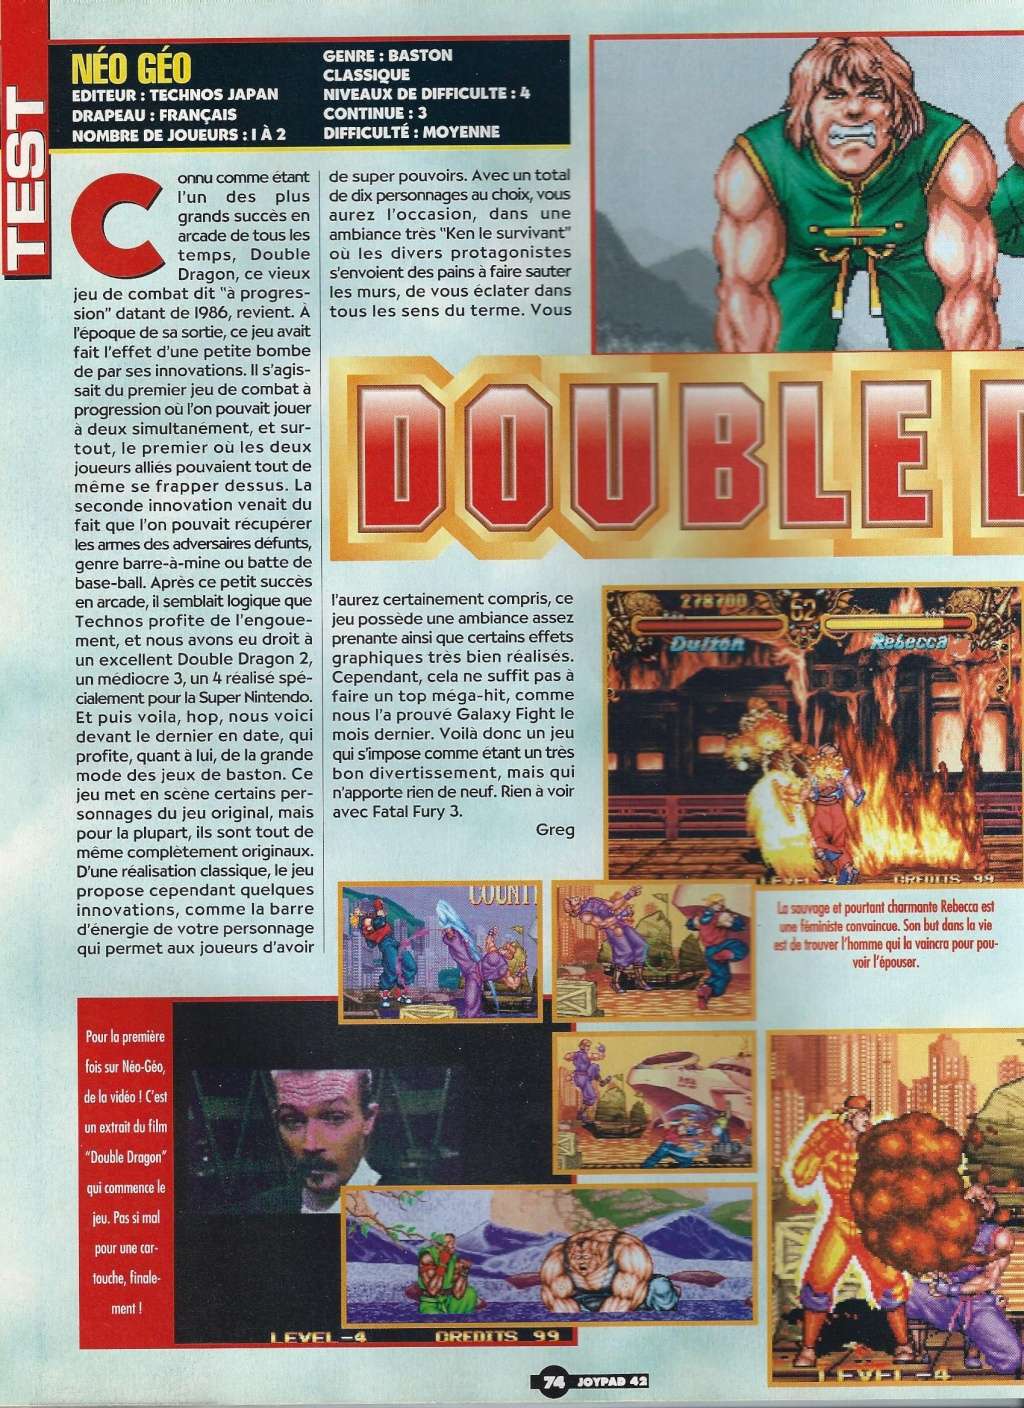 TEST
NÉO GÉO
EDITEUR : TECHNOS JAPAN
DRAPEAU : FRANÇAIS
NOMBRE DE JOUEURS : 1 À 2
GENRE : BASTON
CLASSIQUE
NIVEAUX DE DIFFICULTE : 4
CONTINUE : 3
DIFFICULTÉ : MOYENNE
Connu comme étant
l'un des plus
grands succès en
arcade de tous les
temps, Double
Dragon, ce vieux
jeu de combat dit "à progres-
sion" datant de 1986, revient. À
l'époque de sa sortie, ce jeu avait
fait l'effet d'une petite bombe
de par ses innovations. Il s'agis-
sait du premier jeu de combat à
progression où l'on pouvait jouer
à deux simultanément, et sur-
tout, le premier où les deux
joueurs alliés pouvaient tout de
même se frapper dessus. La
seconde innovation venait du
fait que l'on pouvait récupérer
les armes des adversaires défunts,
genre barre-à-mine ou batte de
base-ball. Après ce petit succès
en arcade, il semblait logique que
Technos profite de l'engoue-
ment, et nous avons eu droit à
un excellent Double Dragon 2,
un médiocre 3, un 4 réalisé spé-
cialement pour la Super Nintendo.
Et puis voila, hop, nous voici
devant le dernier en date, qui
profite, quant à lui, de la grande
mode des jeux de baston. Ce
jeu met en scène certains per-
sonnages du jeu original, mais
pour la plupart, ils sont tout de
même complètement originaux.
D'une réalisation classique, le jeu
propose cependant quelques
innovations, comme la barre
d'énergie de votre personnage
qui permet aux joueurs d'avoir
de super pouvoirs. Avec un total
de dix personnages au choix, vous
aurez l'occasion, dans une
ambiance très "Ken le survivant"
où les divers protagonistes
s'envoient des pains à faire sauter
les murs, de vous éclater dans
tous les sens du terme. Vous
DOUBLE D
l'aurez certainement compris, ce
jeu possède une ambiance assez
prenante ainsi que certains effets
graphiques très bien réalisés.
Cependant, cela ne suffit pas à
faire un top méga-hit, comme
nous l'a prouvé Galaxy Fight le
mois dernier. Voilà donc un jeu
qui s'impose comme étant un très
bon divertissement, mais qui
n'apporte rien de neuf. Rien à voir
avec Fatal Fury 3.
Greg
278700
62
Dulton
Rebecca
LEVEL-4
CREDITS 99
La sauvage et pourtant charmante Rebecca est
une féministe convaincue. Son but dans la vie
est de trouver l'homme qui la vaincra pour pou-
voir l'épouser.
COUNT
Pour la première
fois sur Néo-Géo,
de la vidéo ! C'est
un extrait du film
"Double Dragon"
qui commence le
jeu. Pas si mal
pour une car-
touche, finale-
ment !
LEVEL-4
CREDITS 99
LEVEL-4
74 JOYPAD 42